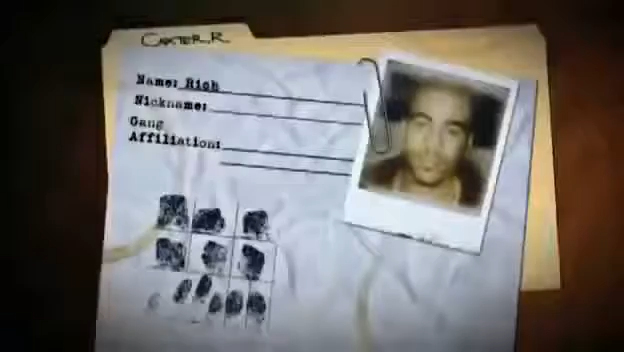 CARTER, R
Name: Rich
Nickname:
Gang
Affiliation: